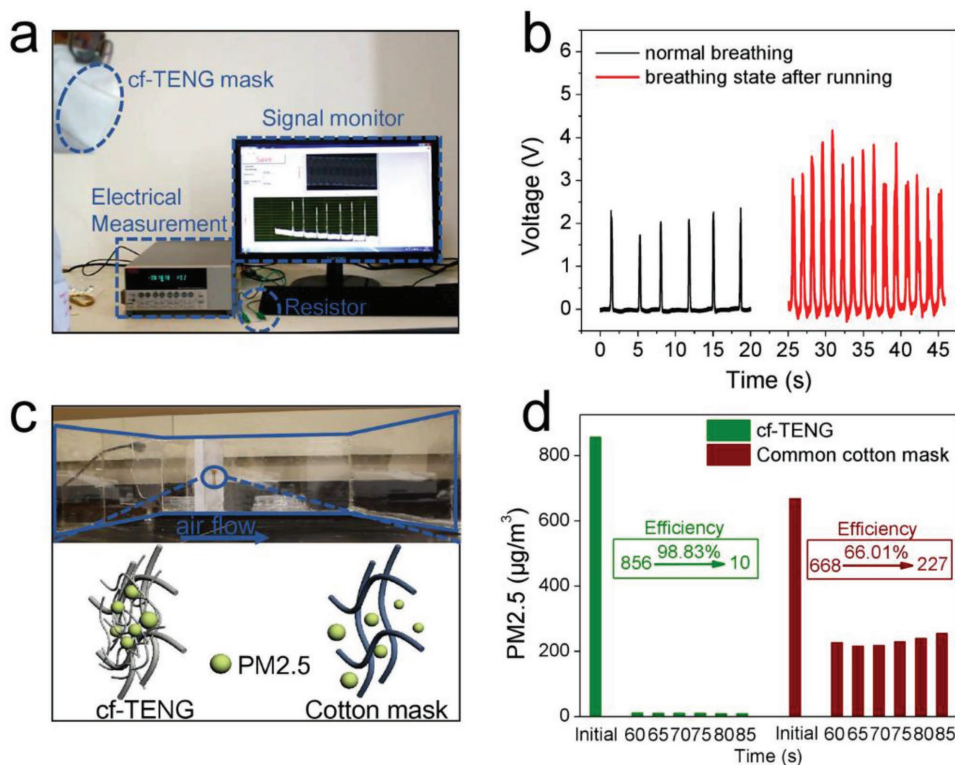 a
cf-TENG mask
Signal monitor
Save
Electrical
Measurement
Resistor
b
normal breathing
breathing state after running
Voltage (V)
6
5
4
3
2
1
0
0 5 10 15 20 25 30 35 40 45
Time (s)
c
air flow
PM2.5
cf-TENG
Cotton mask
d
cf-TENG
Common cotton mask
PM2.5 (µg/m³)
800
600
400
200
0
Efficiency
98.83%
856 10
Efficiency
66.01%
668 227
Initial 60 65 70 75 80 85 Initial 60 65 70 75 80 85
Time (s)